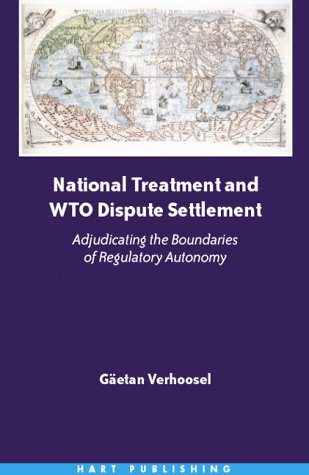 National Treatment and
WTO Dispute Settlement
Adjudicating the Boundaries
of Regulatory Autonomy
Gäetan Verhoosel
HART PUBLISHING